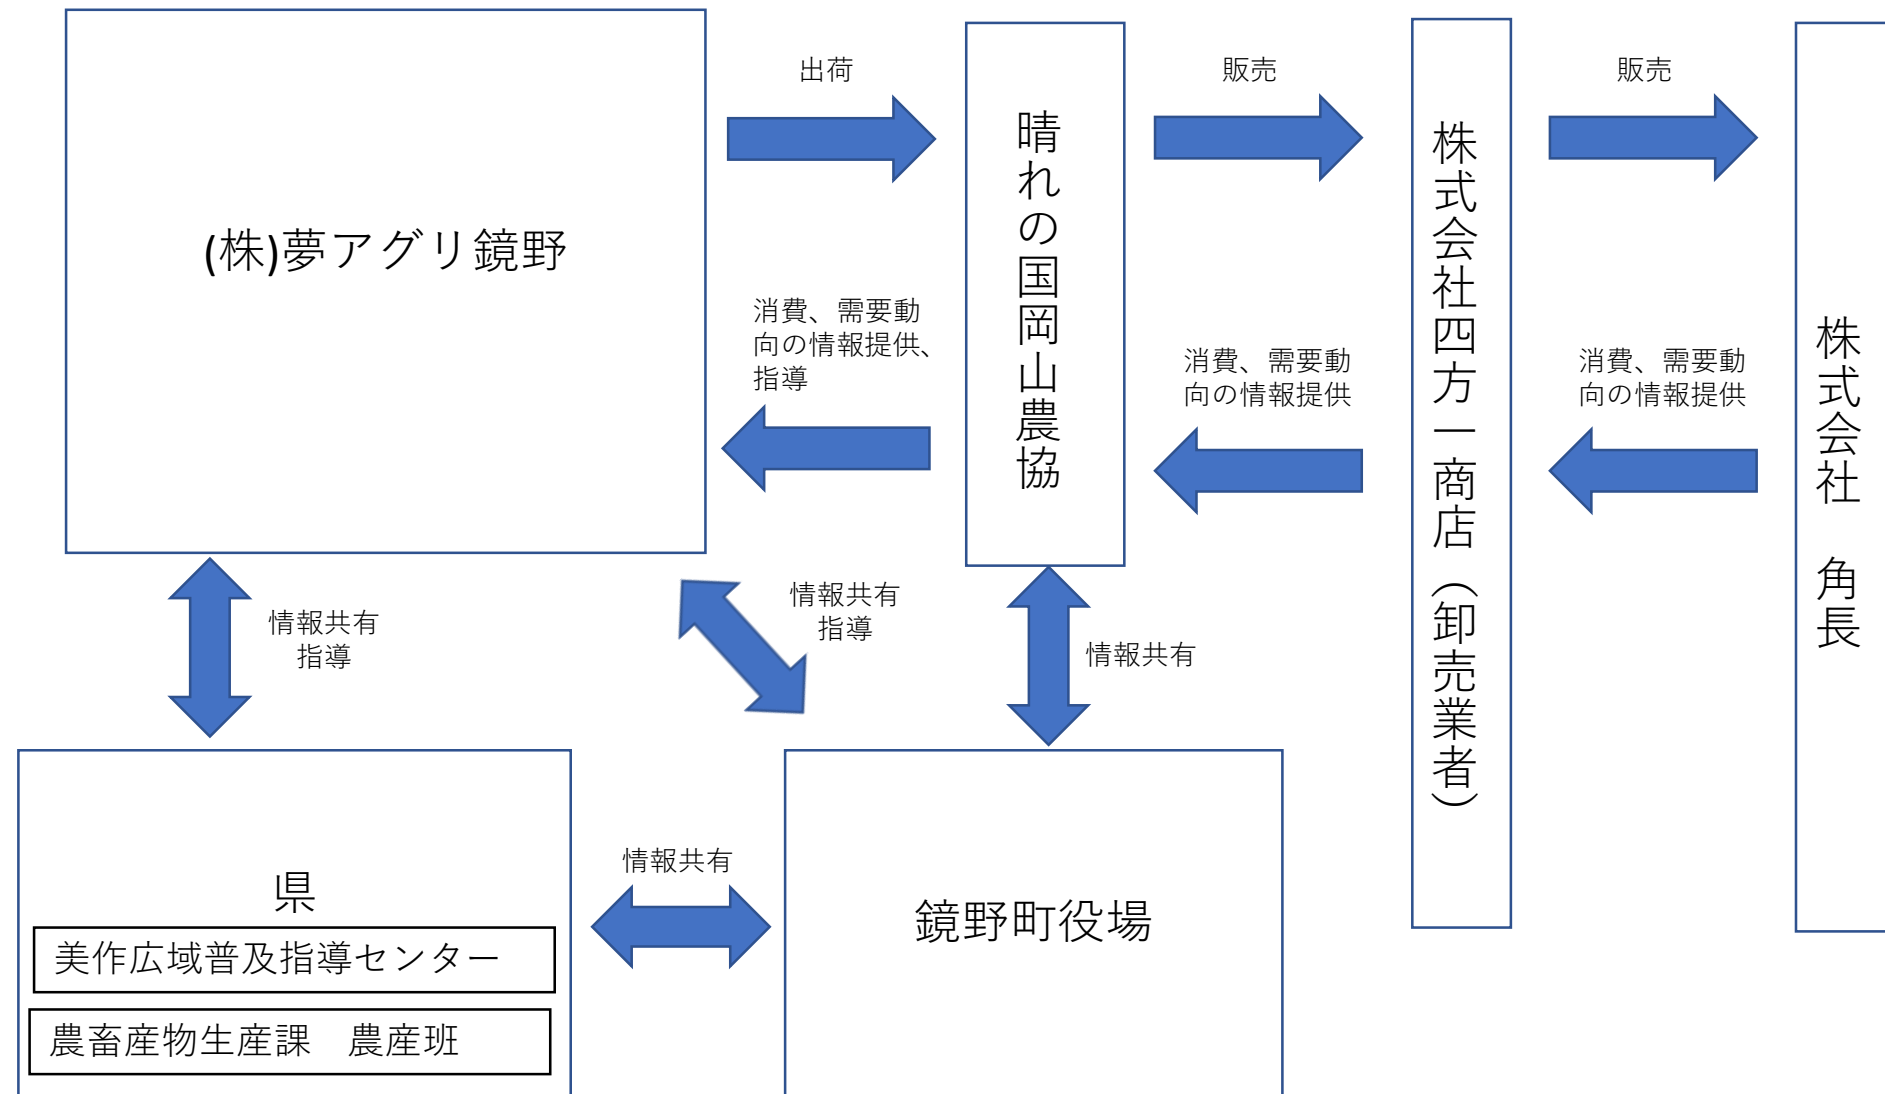 (株)夢アグリ鏡野
出荷
消費、需要動
向の情報提供、
指導
晴れの国岡山農協
販売
消費、需要動
向の情報提供
株式会社四方一商店（卸売業者）
販売
消費、需要動
向の情報提供
株式会社　角長
情報共有
指導
情報共有
指導
情報共有
県
美作広域普及指導センター
農畜産物生産課　農産班
情報共有
鏡野町役場